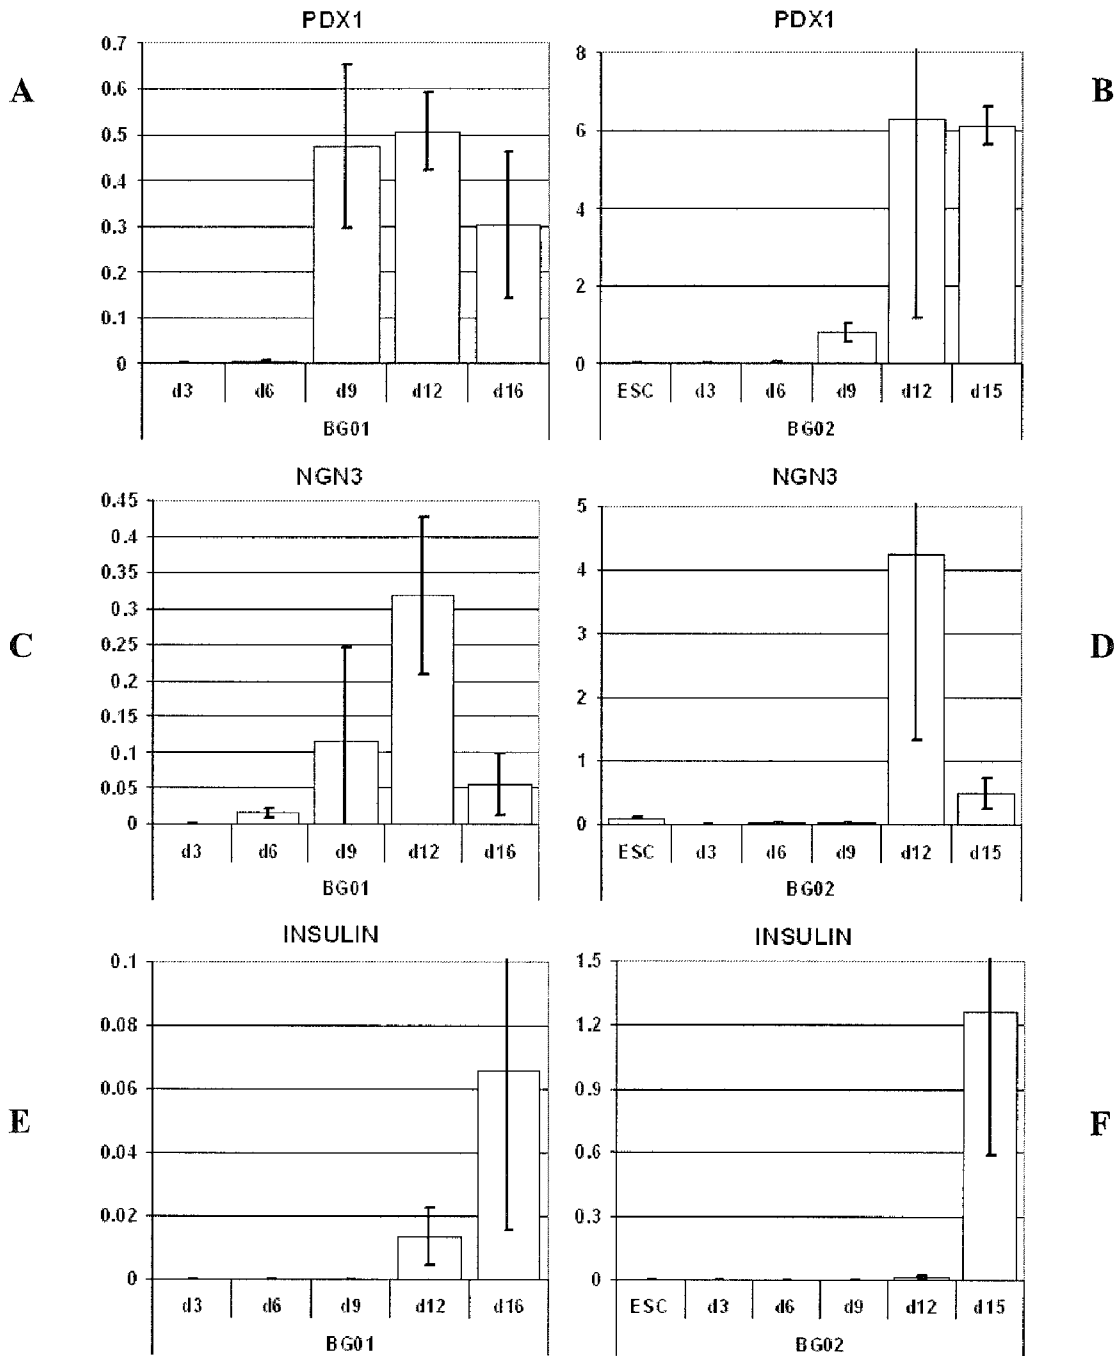 PDX1
A
0.7
0.6
0.5
0.4
0.3
0.2
0.1
0
d3 d6 d9 d12 d16
BG01
PDX1
B
8
6
4
2
0
ESC d3 d6 d9 d12 d15
BG02
NGN3
C
0.45
0.4
0.35
0.3
0.25
0.2
0.15
0.1
0.05
0
d3 d6 d9 d12 d16
BG01
NGN3
D
5
4
3
2
1
0
ESC d3 d6 d9 d12 d15
BG02
INSULIN
E
0.1
0.08
0.06
0.04
0.02
0
d3 d6 d9 d12 d16
BG01
INSULIN
F
1.5
1.2
0.9
0.6
0.3
0
ESC d3 d6 d9 d12 d15
BG02